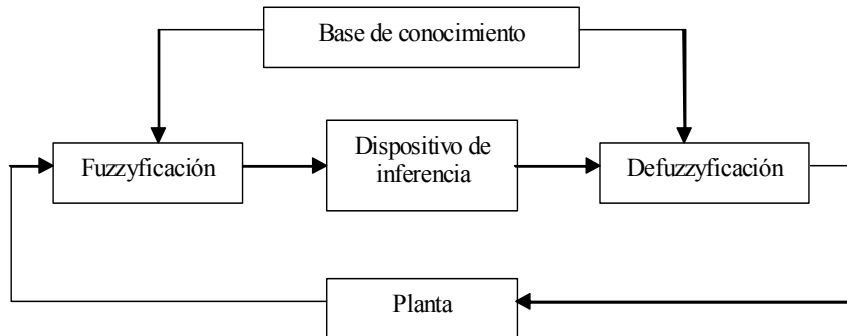 Base de conocimiento
Fuzzyficación
Dispositivo de
inferencia
Defuzzyficación
Planta